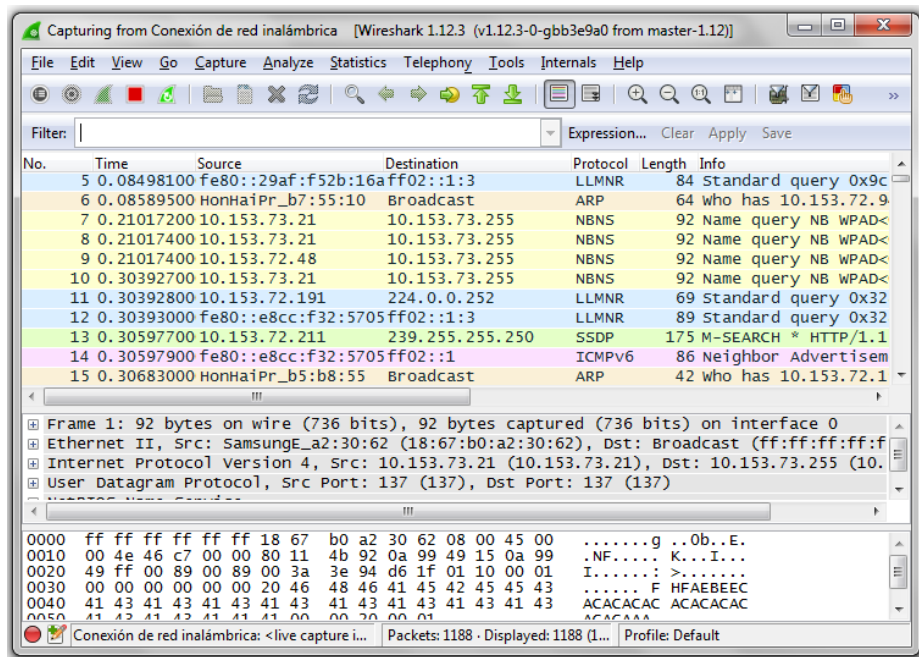 Capturing from Conexión de red inalámbrica [Wireshark 1.12.3 (v1.12.3-0-gbb3e9a0 from master-1.12)]
File Edit View Go Capture Analyze Statistics Telephony Tools Internals Help
Filter: Expression... Clear Apply Save
No. Time Source Destination Protocol Length Info
5 0.08498100 fe80::29af:f52b:16a ff02::1:3 LLMNR 84 Standard query 0x9c
6 0.08589500 HonHaiPr_b7:55:10 Broadcast ARP 64 Who has 10.153.72.9
7 0.21017200 10.153.73.21 10.153.73.255 NBNS 92 Name query NB WPAD<
8 0.21017400 10.153.73.21 10.153.73.255 NBNS 92 Name query NB WPAD<
9 0.21017400 10.153.72.48 10.153.73.255 NBNS 92 Name query NB WPAD<
10 0.30392700 10.153.73.21 10.153.73.255 NBNS 92 Name query NB WPAD<
11 0.30392800 10.153.72.191 224.0.0.252 LLMNR 69 Standard query 0x32
12 0.30393000 fe80::e8cc:f32:5705 ff02::1:3 LLMNR 89 Standard query 0x32
13 0.30597700 10.153.72.211 239.255.255.250 SSDP 175 M-SEARCH * HTTP/1.1
14 0.30597900 fe80::e8cc:f32:5705 ff02::1 ICMPv6 86 Neighbor Advertisem
15 0.30683000 HonHaiPr_b5:b8:55 Broadcast ARP 42 Who has 10.153.72.1
Frame 1: 92 bytes on wire (736 bits), 92 bytes captured (736 bits) on interface 0
Ethernet II, Src: SamsungE_a2:30:62 (18:67:b0:a2:30:62), Dst: Broadcast (ff:ff:ff:ff:f
Internet Protocol Version 4, Src: 10.153.73.21 (10.153.73.21), Dst: 10.153.73.255 (10.
User Datagram Protocol, Src Port: 137 (137), Dst Port: 137 (137)
NetBIOS Name Service
0000 ff ff ff ff ff ff 18 67 b0 a2 30 62 08 00 45 00 .......g ..0b..E.
0010 00 4e 46 c7 00 00 80 11 4b 92 0a 99 49 15 0a 99 .NF..... K...I...
0020 49 ff 00 89 00 89 00 3a 3e 94 d6 1f 01 10 00 01 I......: >.......
0030 00 00 00 00 00 00 20 46 48 46 41 45 42 45 45 43 ...... F HFAEBEEC
0040 41 43 41 43 41 43 41 43 41 43 41 43 41 43 41 43 ACACACAC ACACACAC
0050 41 43 41 41 41 00 00 20 00 01 ACAAA
Conexión de red inalámbrica: <live capture i... Packets: 1188 · Displayed: 1188 (1... Profile: Default